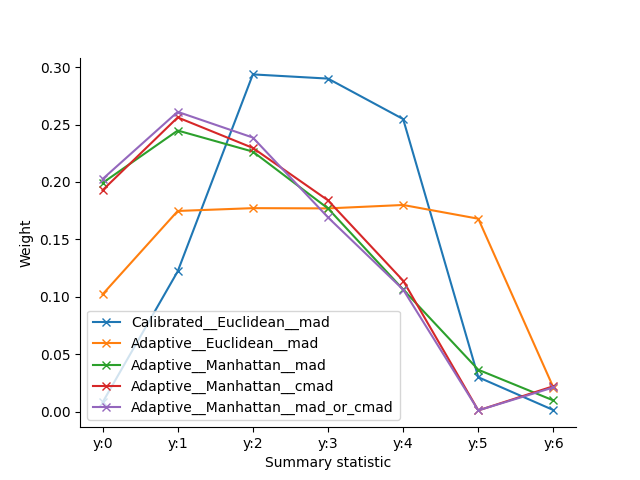 0.30
0.25
0.20
0.15
0.10
0.05
0.00
Weight
Calibrated__Euclidean__mad
Adaptive__Euclidean__mad
Adaptive__Manhattan__mad
Adaptive__Manhattan__cmad
Adaptive__Manhattan__mad_or_cmad
y:0 y:1 y:2 y:3 y:4 y:5 y:6
Summary statistic